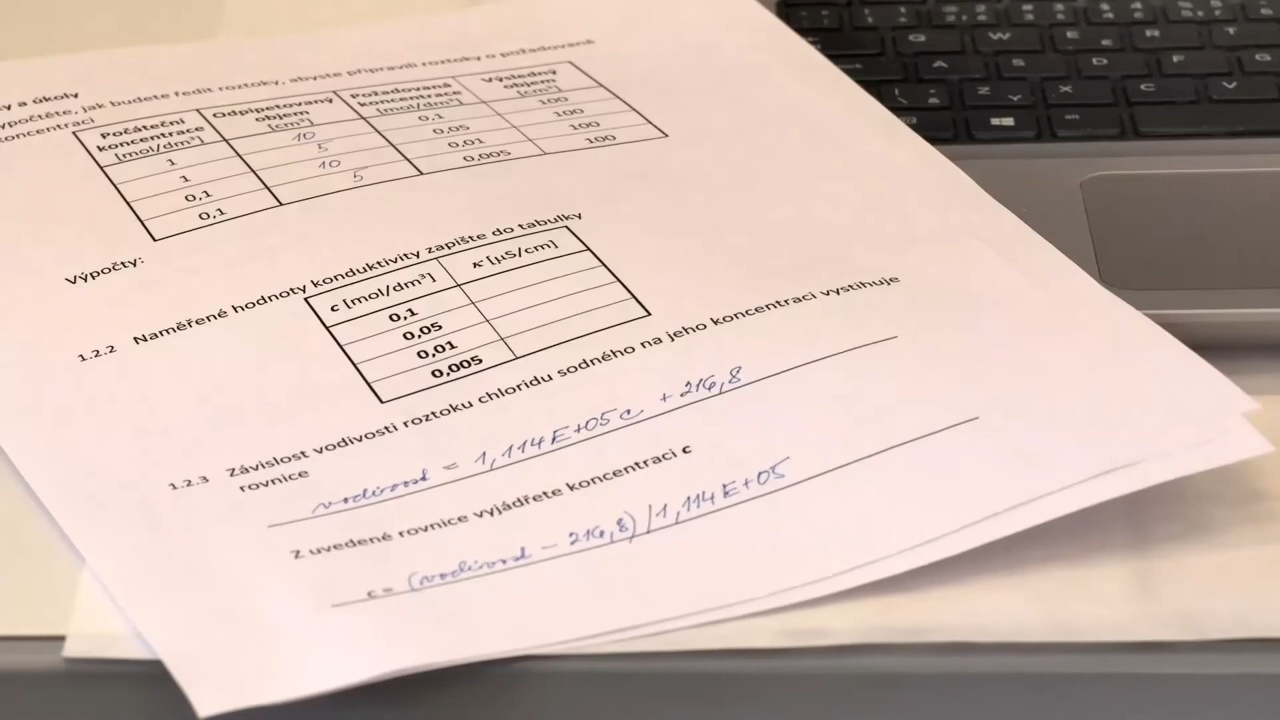 y a úkoly
ypočtěte, jak budete ředit roztoky, abyste připravili roztoky o požadované
koncentraci
Počáteční koncentrace [mol/dm³] Odpipetovaný objem [cm³] Požadovaná koncentrace [mol/dm³] Výsledný objem [cm³]
1 10 0,1 100
1 5 0,05 100
0,1 10 0,01 100
0,1 5 0,005 100
Výpočty:
1.2.2 Naměřené hodnoty konduktivity zapište do tabulky
c [mol/dm³] κ [µS/cm]
0,1
0,05
0,01
0,005
1.2.3 Závislost vodivosti roztoku chloridu sodného na jeho koncentraci vystihuje
rovnice
vodivost = 1,114E+05c + 216,8
Z uvedené rovnice vyjádřete koncentraci c
c = (vodivost - 216,8) / 1,114E+05
Q W E R T
A S D F G
Z Y X C V